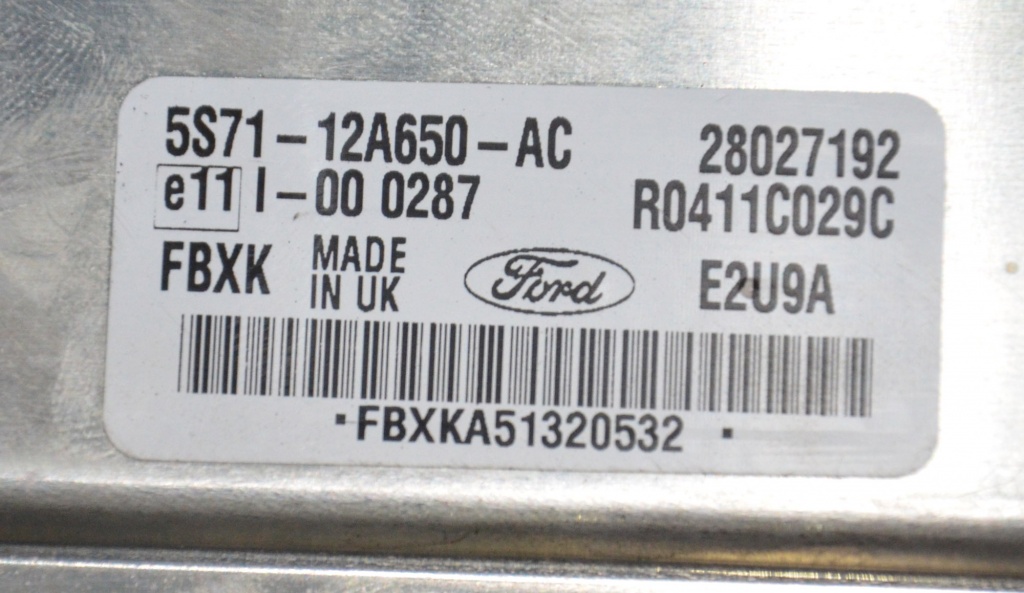 5S71-12A650-AC 28027192
e11 I-00 0287 R0411C029C
FBXK MADE IN UK Ford E2U9A
·FBXKA51320532 ·